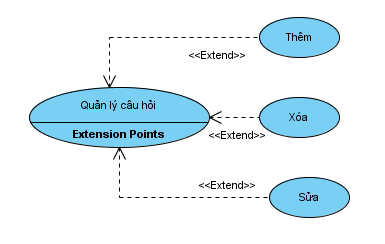 Thêm
<<Extend>>
Quản lý câu hỏi
Extension Points
Xóa
<<Extend>>
<<Extend>>
Sửa